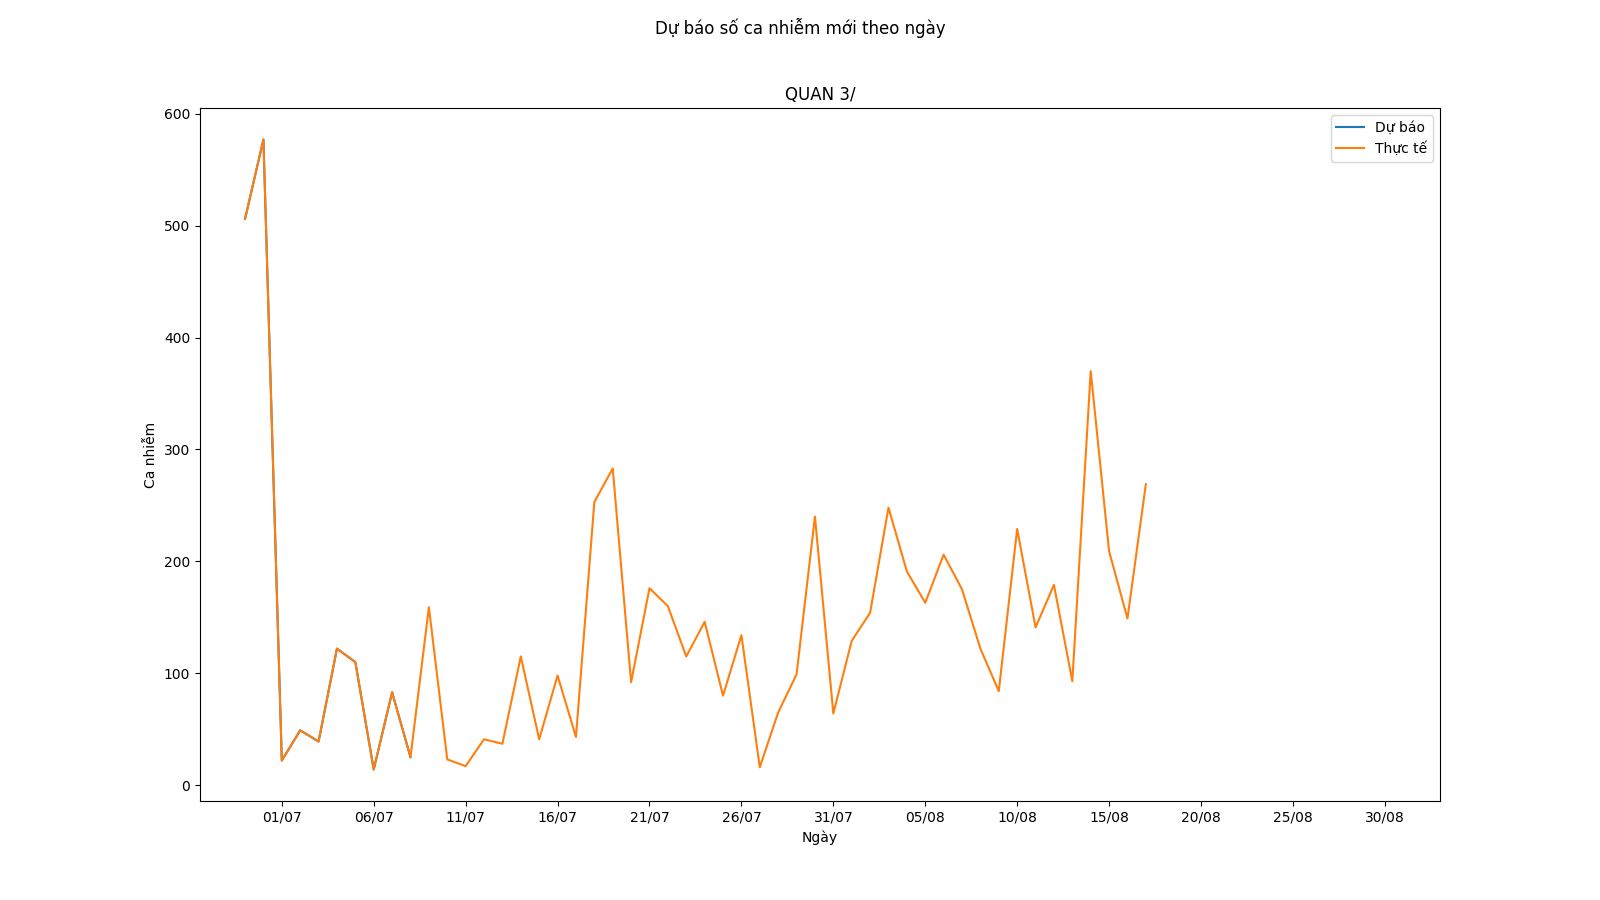 Dự báo số ca nhiễm mới theo ngày
QUAN 3/
Dự báo
Thực tế
600
500
400
300
200
100
0
Ca nhiễm
01/07 06/07 11/07 16/07 21/07 26/07 31/07 05/08 10/08 15/08 20/08 25/08 30/08
Ngày